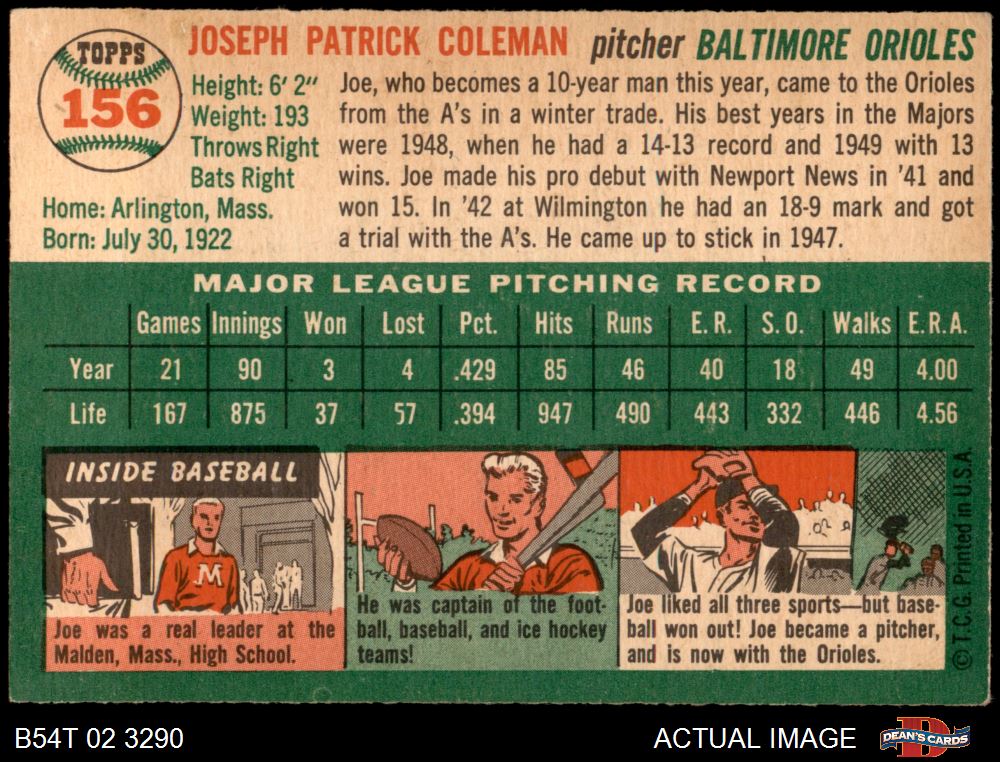 TOPPS
156
JOSEPH PATRICK COLEMAN pitcher BALTIMORE ORIOLES
Height: 6' 2"
Weight: 193
Throws Right
Bats Right
Home: Arlington, Mass.
Born: July 30, 1922
Joe, who becomes a 10-year man this year, came to the Orioles
from the A's in a winter trade. His best years in the Majors
were 1948, when he had a 14-13 record and 1949 with 13
wins. Joe made his pro debut with Newport News in '41 and
won 15. In '42 at Wilmington he had an 18-9 mark and got
a trial with the A's. He came up to stick in 1947.
MAJOR LEAGUE PITCHING RECORD
Games Innings Won Lost Pct. Hits Runs E. R. S. O. Walks E.R.A.
Year 21 90 3 4 .429 85 46 40 18 49 4.00
Life 167 875 37 57 .394 947 490 443 332 446 4.56
INSIDE BASEBALL
M
Joe was a real leader at the
Malden, Mass., High School.
He was captain of the foot-
ball, baseball, and ice hockey
teams!
Joe liked all three sports—but base-
ball won out! Joe became a pitcher,
and is now with the Orioles.
© T.C.G. Printed in U.S.A.
B54T 02 3290
ACTUAL IMAGE
D
DEAN'S CARDS